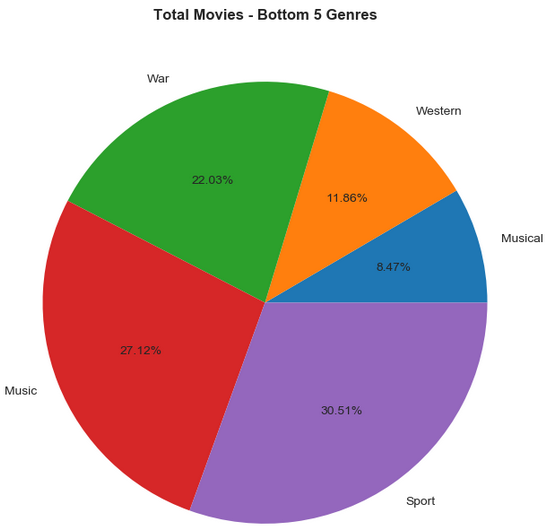 Total Movies - Bottom 5 Genres
War
Western
22.03%
11.86%
Musical
8.47%
27.12%
Music
30.51%
Sport